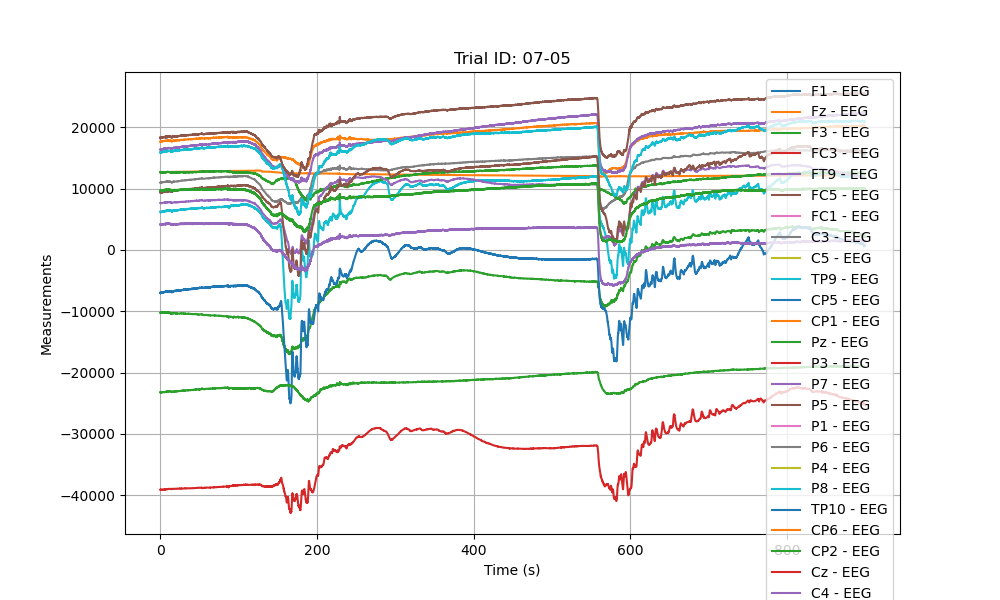 Trial ID: 07-05
Measurements
20000
10000
0
−10000
−20000
−30000
−40000
0
200
400
600
800
Time (s)
F1 - EEG
Fz - EEG
F3 - EEG
FC3 - EEG
FT9 - EEG
FC5 - EEG
FC1 - EEG
C3 - EEG
C5 - EEG
TP9 - EEG
CP5 - EEG
CP1 - EEG
Pz - EEG
P3 - EEG
P7 - EEG
P5 - EEG
P1 - EEG
P6 - EEG
P4 - EEG
P8 - EEG
TP10 - EEG
CP6 - EEG
CP2 - EEG
Cz - EEG
C4 - EEG